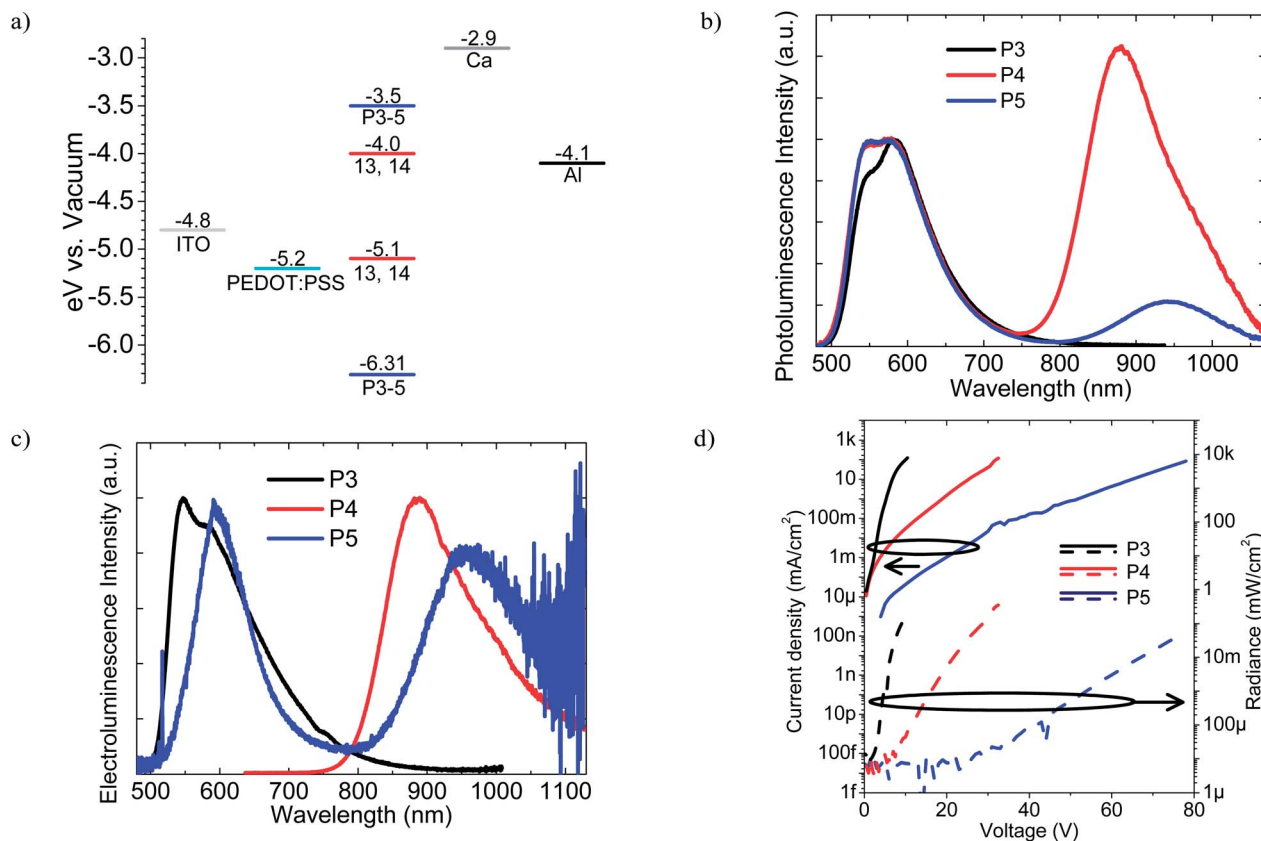 a)
-3.0
-3.5
-4.0
-4.5
-5.0
-5.5
-6.0
eV vs. Vacuum
-4.8
ITO
-5.2
PEDOT:PSS
-3.5
P3-5
-4.0
13, 14
-5.1
13, 14
-6.31
P3-5
-2.9
Ca
-4.1
Al
b)
Photoluminescence Intensity (a.u.)
P3
P4
P5
500 600 700 800 900 1000
Wavelength (nm)
c)
Electroluminescence Intensity (a.u.)
P3
P4
P5
500 600 700 800 900 1000 1100
Wavelength (nm)
d)
Current density (mA/cm²)
1k
10
100m
1m
10µ
100n
1n
10p
100f
1f
P3
P4
P5
10k
100
1
10m
100µ
1µ
Radiance (mW/cm²)
0 20 40 60 80
Voltage (V)